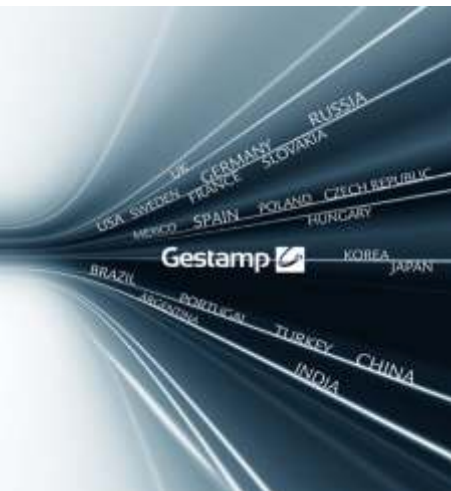 RUSSIA
UK
GERMANY
SLOVAKIA
FRANCE
USA
SWEDEN
CZECH REPUBLIC
POLAND
MEXICO
SPAIN
HUNGARY
Gestamp
KOREA
JAPAN
BRAZIL
ARGENTINA
PORTUGAL
TURKEY
CHINA
INDIA